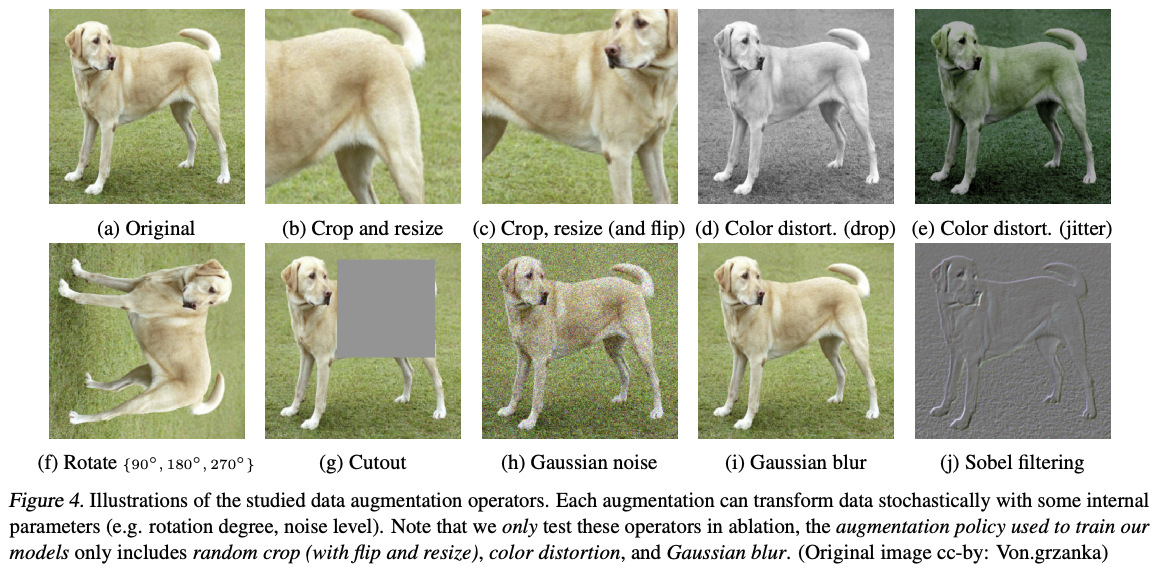 (a) Original
(b) Crop and resize
(c) Crop, resize (and flip)
(d) Color distort. (drop)
(e) Color distort. (jitter)
(f) Rotate {90°, 180°, 270°}
(g) Cutout
(h) Gaussian noise
(i) Gaussian blur
(j) Sobel filtering
Figure 4. Illustrations of the studied data augmentation operators. Each augmentation can transform data stochastically with some internal
parameters (e.g. rotation degree, noise level). Note that we only test these operators in ablation, the augmentation policy used to train our
models only includes random crop (with flip and resize), color distortion, and Gaussian blur. (Original image cc-by: Von.grzanka)